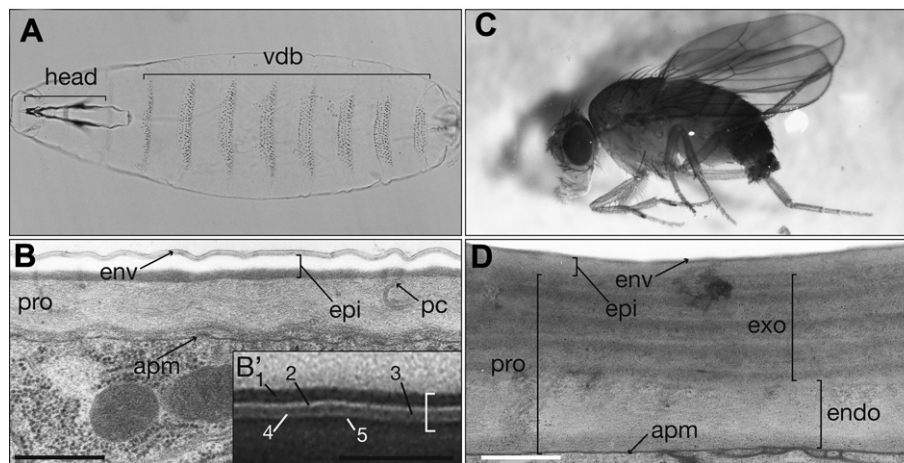 A
vdb
head
C
B
env
epi
pro
pc
apm
B'
1
2
3
4
5
D
env
epi
exo
pro
endo
apm